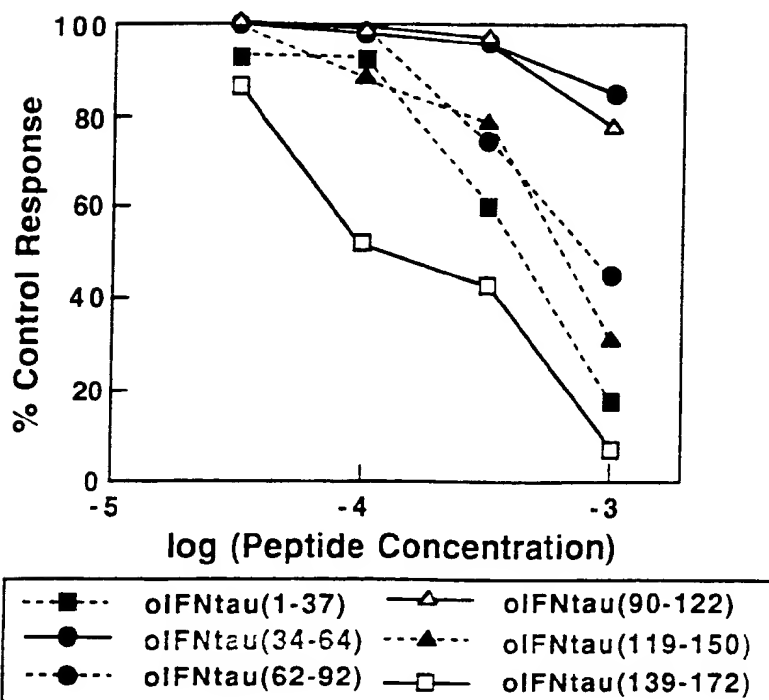 % Control Response
100
80
60
40
20
0
-5
-4
-3
log (Peptide Concentration)
oIFNtau(1-37)
oIFNtau(34-64)
oIFNtau(62-92)
oIFNtau(90-122)
oIFNtau(119-150)
oIFNtau(139-172)